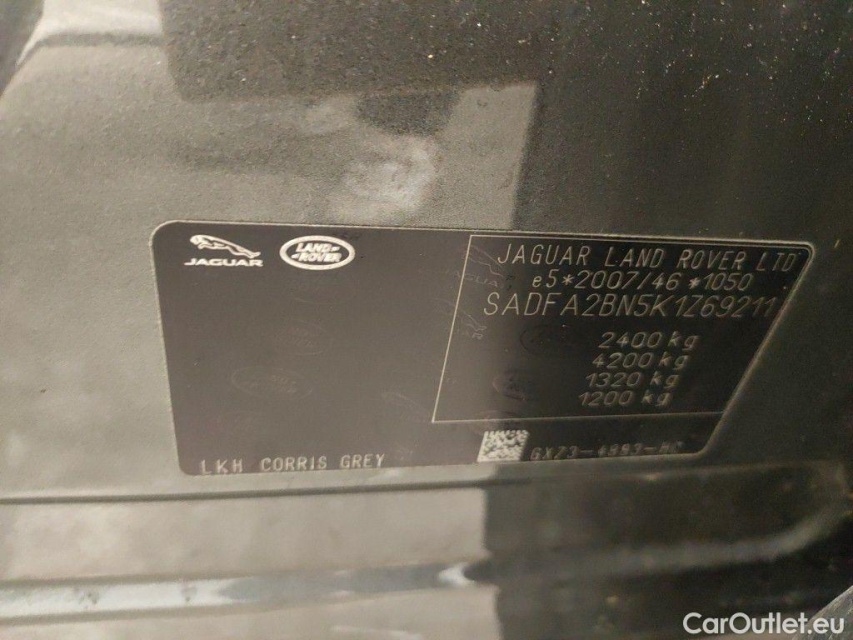 JAGUAR
LAND-
-ROVER
JAGUAR LAND ROVER LTD
e5*2007/46*1050
SADFA2BN5K1Z69211
2400 kg
4200 kg
1320 kg
1200 kg
LKH CORRIS GREY
CarOutlet.eu